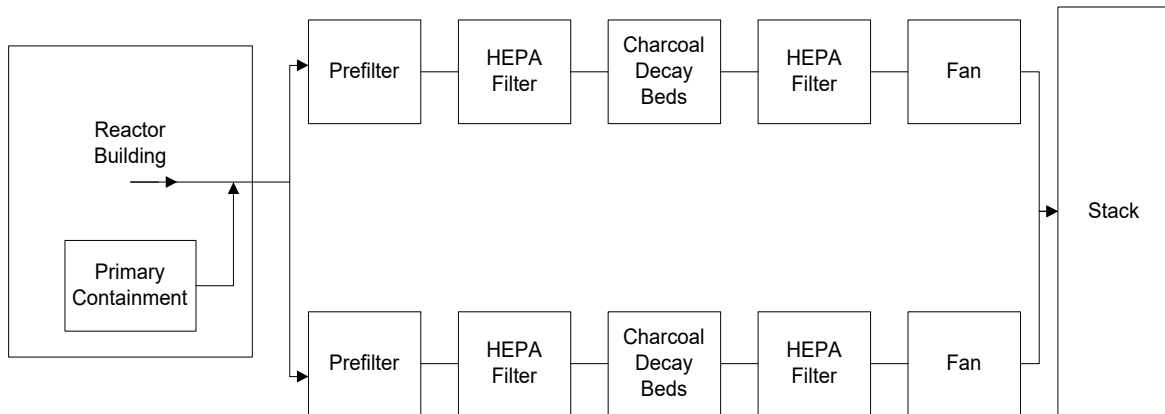 Prefilter
HEPA
Filter
Charcoal
Decay
Beds
HEPA
Filter
Fan
Reactor
Building
Stack
Primary
Containment
Prefilter
HEPA
Filter
Charcoal
Decay
Beds
HEPA
Filter
Fan